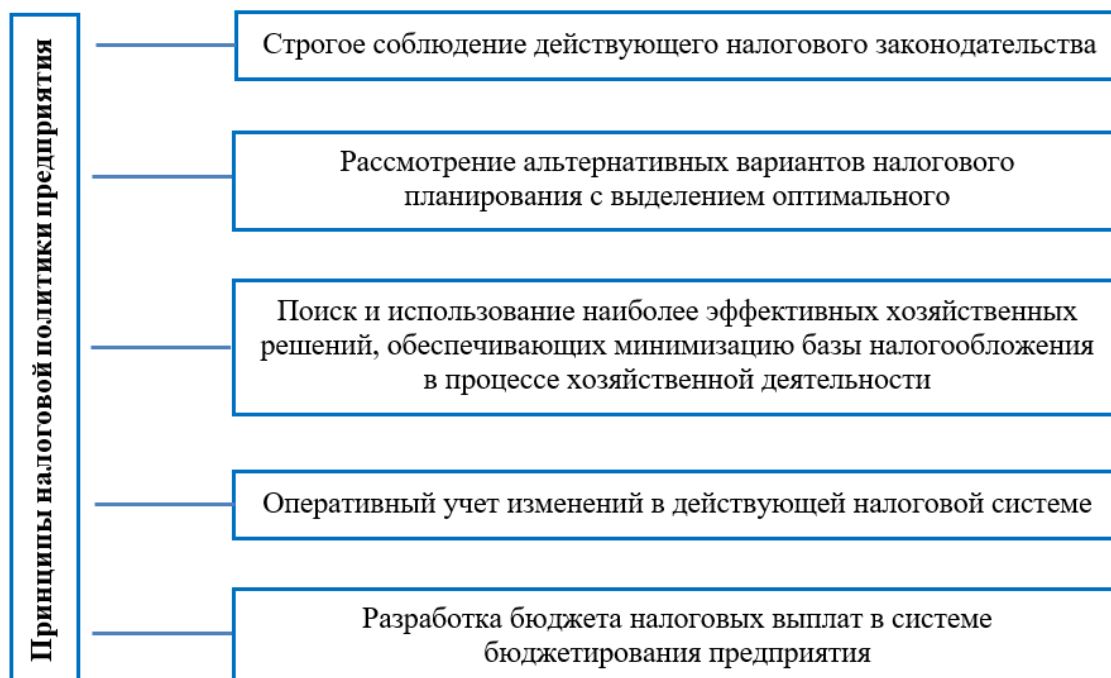 Принципы налоговой политики предприятия
Строгое соблюдение действующего налогового законодательства
Рассмотрение альтернативных вариантов налогового
планирования с выделением оптимального
Поиск и использование наиболее эффективных хозяйственных
решений, обеспечивающих минимизацию базы налогообложения
в процессе хозяйственной деятельности
Оперативный учет изменений в действующей налоговой системе
Разработка бюджета налоговых выплат в системе
бюджетирования предприятия